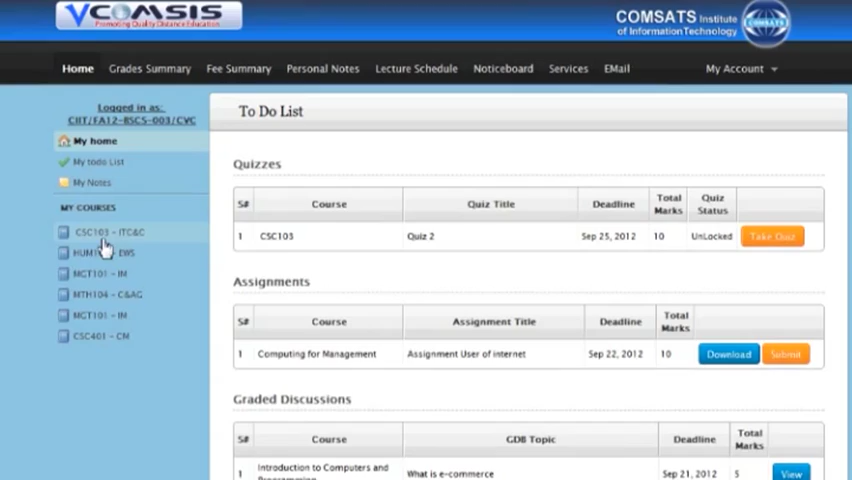 VCOMSIS
Promoting Quality Distance Education
COMSATS Institute
of Information Technology
Home Grades Summary Fee Summary Personal Notes Lecture Schedule Noticeboard Services EMail My Account
Logged in as:
CIIT/FA12-BSCS-003/CVC
My home
My todo List
My Notes
MY COURSES
CSC103 - ITC&C
EWS
MGT101 - IM
MTH104 - C&AG
MGT101 - IM
CSC401 - CM
To Do List
Quizzes
S# Course Quiz Title Deadline Total Marks Quiz Status
1 CSC103 Quiz 2 Sep 25, 2012 10 UnLocked Take Quiz
Assignments
S# Course Assignment Title Deadline Total Marks
1 Computing for Management Assignment User of internet Sep 22, 2012 10 Download Submit
Graded Discussions
S# Course GDB Topic Deadline Total Marks
1 Introduction to Computers and What is e-commerce Sep 21, 2012 5 View